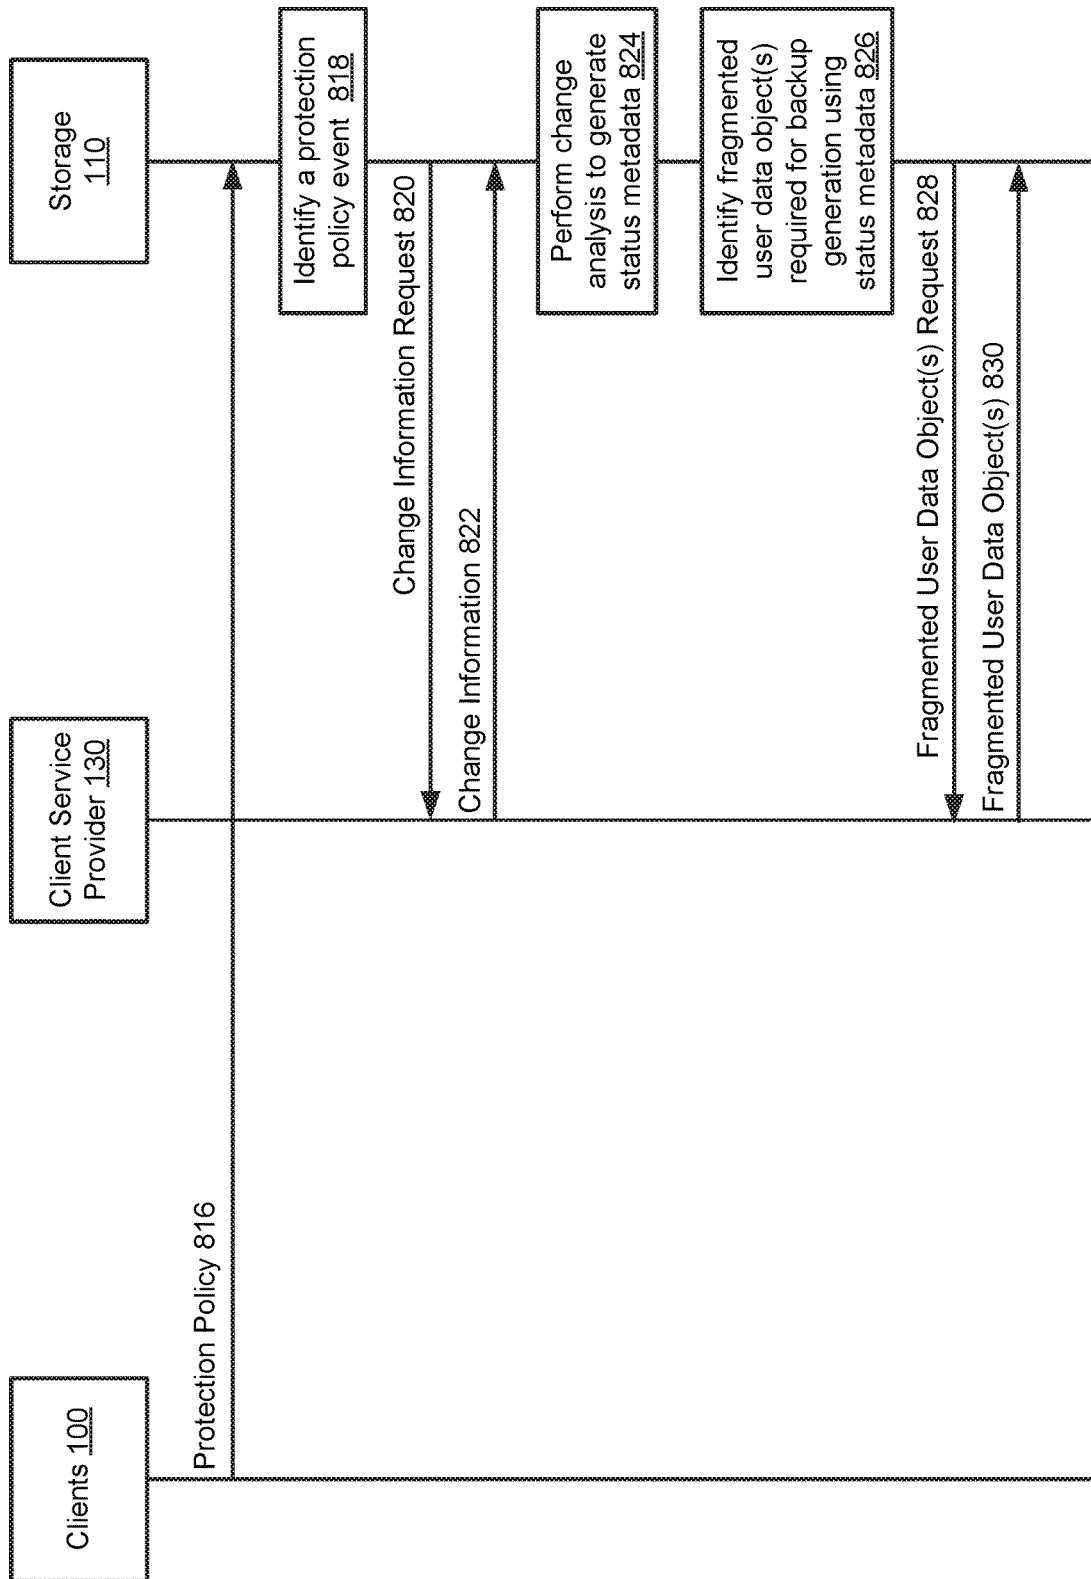 Clients 100
Client Service
Provider 130
Storage
110
Protection Policy 816
Identify a protection
policy event 818
Change Information Request 820
Change Information 822
Perform change
analysis to generate
status metadata 824
Identify fragmented
user data object(s)
required for backup
generation using
status metadata 826
Fragmented User Data Object(s) Request 828
Fragmented User Data Object(s) 830